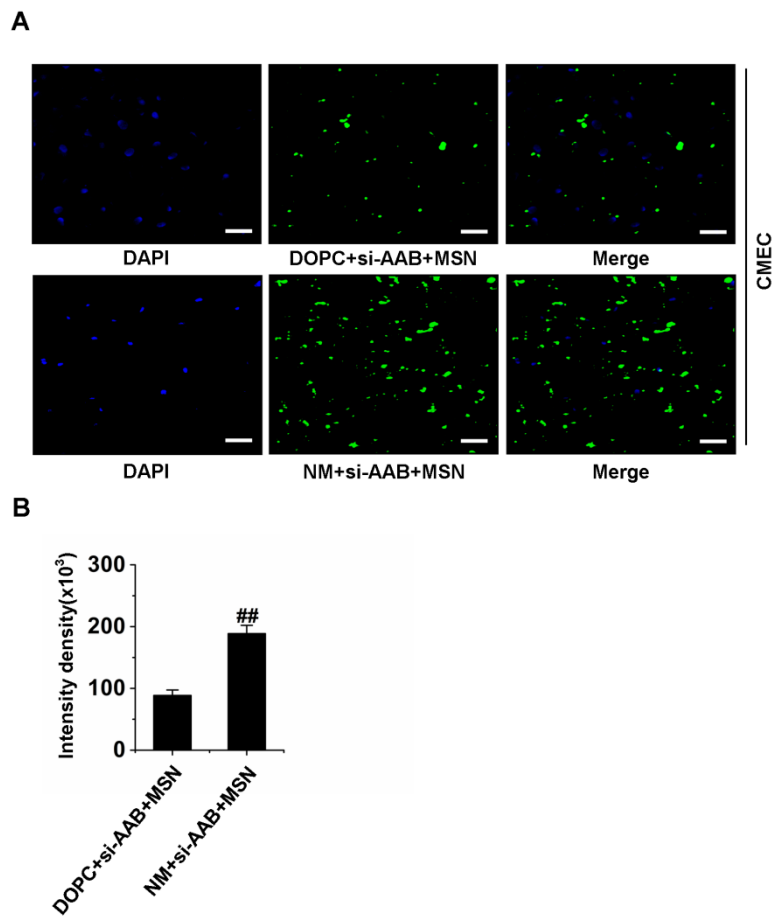 A
DAPI
DOPC+si-AAB+MSN
Merge
DAPI
NM+si-AAB+MSN
Merge
CMEC
B
Intensity density(x10³)
300
200
100
0
##
DOPC+si-AAB+MSN
NM+si-AAB+MSN